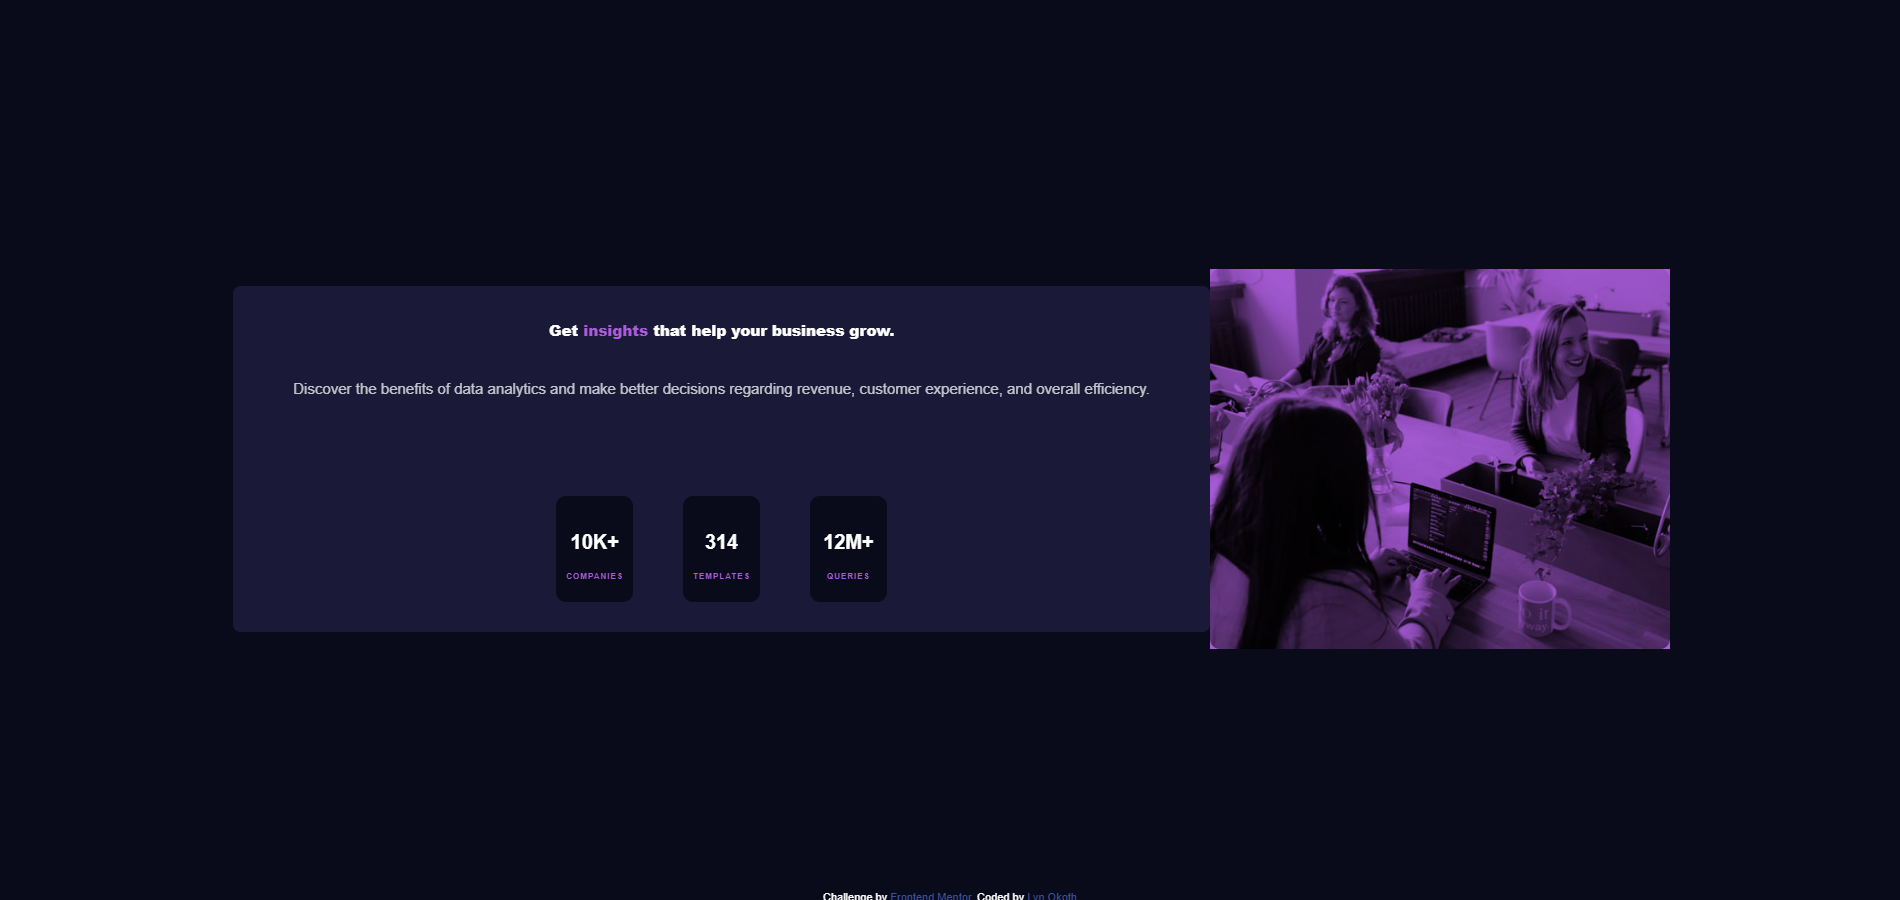 Get insights that help your business grow.
Discover the benefits of data analytics and make better decisions regarding revenue, customer experience, and overall efficiency.
10K+
COMPANIES
314
TEMPLATES
12M+
QUERIES
Challenge by Frontend Mentor. Coded by Lyn Okoth.